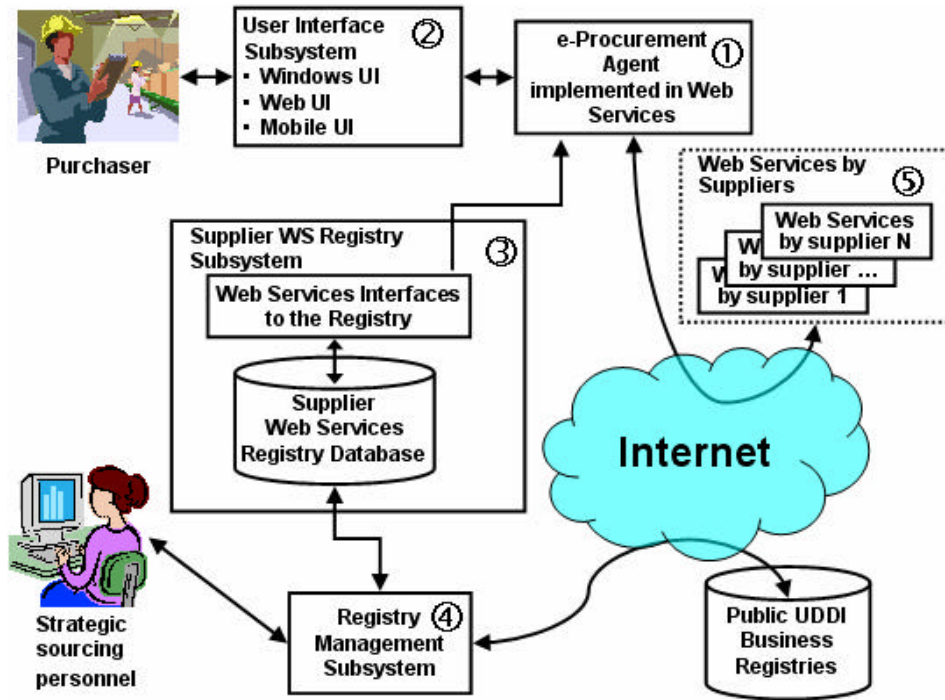 User Interface
Subsystem
▪ Windows UI
▪ Web UI
▪ Mobile UI
②
e-Procurement
Agent
implemented in Web
Services
①
Purchaser
Web Services by
Suppliers
⑤
Web Services
by supplier N
W
by supplier …
W
by supplier 1
Supplier WS Registry
Subsystem
③
Web Services Interfaces
to the Registry
Supplier
Web Services
Registry Database
Internet
Strategic
sourcing
personnel
Registry
Management
Subsystem
④
Public UDDI
Business
Registries